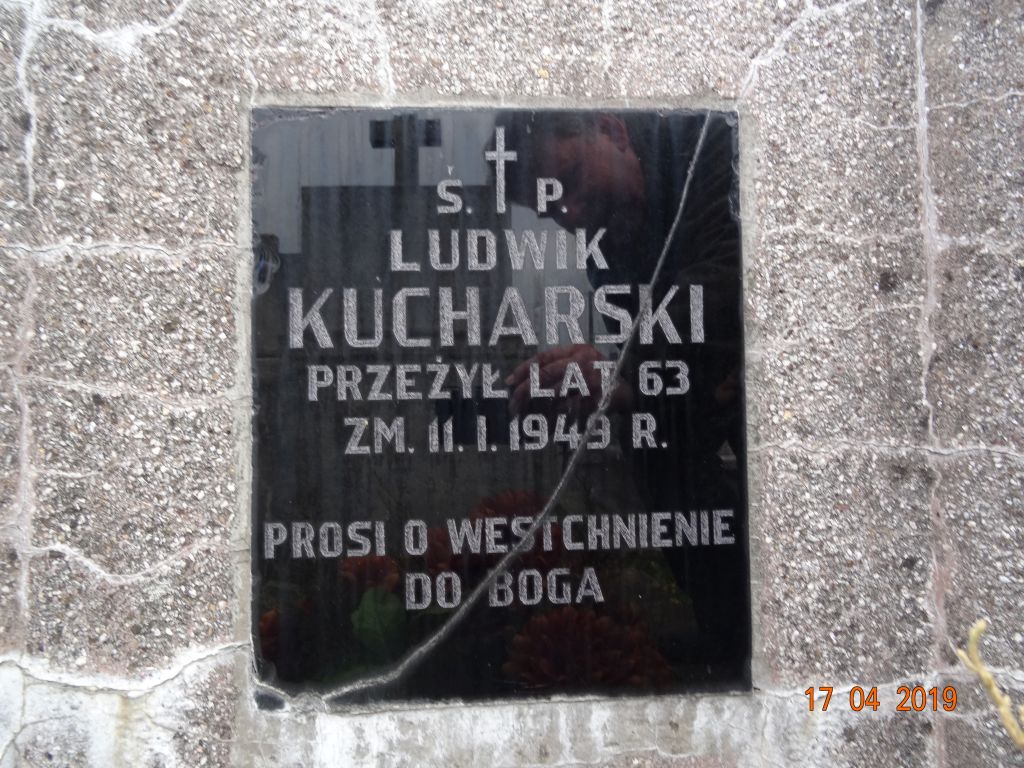 Ś. P.
LUDWIK
KUCHARSKI
PRZEŻYŁ LAT 63
ZM. 11. I. 1949 R.
PROSI O WESTCHNIENIE
DO BOGA
17 04 2019